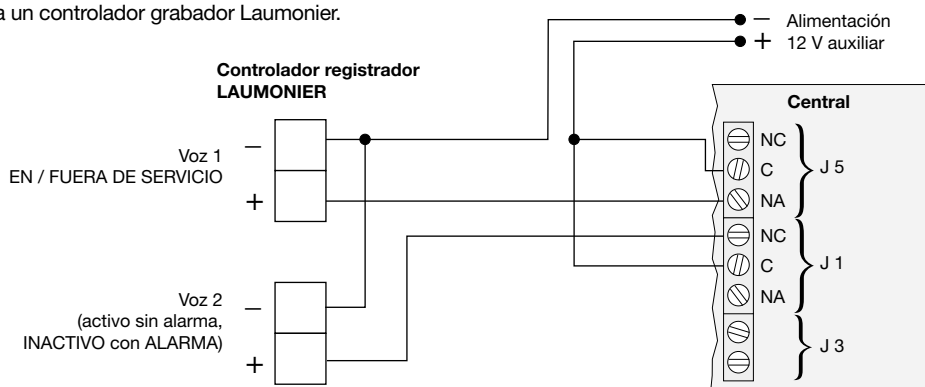 a un controlador grabador Laumonier.
— Alimentación
+ 12 V auxiliar
Controlador registrador
LAUMONIER
Central
Voz 1
EN / FUERA DE SERVICIO
—
+
NC
C
NA
J 5
NC
C
NA
J 1
Voz 2
(activo sin alarma,
INACTIVO con ALARMA)
—
+
J 3